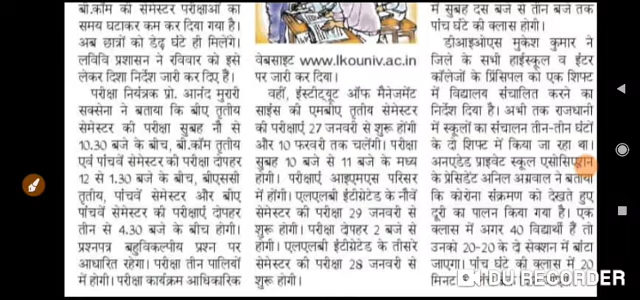 बी.कॉम की सेमेस्टर परीक्षाओं का
समय घटाकर कम कर दिया गया है।
अब छात्रों को डेढ़ घंटे ही मिलेंगे।
लविवि प्रशासन ने रविवार को इसे
लेकर दिशा निर्देश जारी कर दिए हैं।
परीक्षा नियंत्रक प्रो. आनंद मुरारी
सक्सेना ने बताया कि बीए तृतीय
सेमेस्टर की परीक्षा सुबह नौ से
10.30 बजे के बीच, बी.कॉम तृतीय
एवं पांचवें सेमेस्टर की परीक्षा दोपहर
12 से 1.30 बजे के बीच, बीएससी
तृतीय, पांचवें सेमेस्टर और बीए
पांचवें सेमेस्टर की परीक्षाएं दोपहर
तीन से 4.30 बजे के बीच होगी।
प्रश्नपत्र बहुविकल्पीय प्रश्न पर
आधारित रहेगा। परीक्षा तीन पालियों
में होगी। परीक्षा कार्यक्रम आधिकारिक
वेबसाइट www.lkouniv.ac.in
पर जारी कर दिया।
वहीं, इंस्टीट्यूट ऑफ मैनेजमेंट
साइंस की एमबीए तृतीय सेमेस्टर
की परीक्षाएं 27 जनवरी से शुरू होंगी
और 10 फरवरी तक चलेंगी। परीक्षा
सुबह 10 बजे से 11 बजे के मध्य
होगी। परीक्षाएं आइएमएस परिसर
में होंगी। एलएलबी इंटीग्रेटेड के नौवें
सेमेस्टर की परीक्षा 29 जनवरी से
शुरू होगी। परीक्षा दोपहर 2 बजे से
होगी। एलएलबी इंटीग्रेटेड के तीसरे
सेमेस्टर की परीक्षा 28 जनवरी से
शुरू होगी।
में सुबह दस बजे से तीन बजे तक
पांच घंटे की क्लास होगी।
डीआइओएस मुकेश कुमार ने
जिले के सभी हाईस्कूल व इंटर
कॉलेजों के प्रिंसिपल को एक शिफ्ट
में विद्यालय संचालित करने का
निर्देश दिया है। अभी तक राजधानी
में स्कूलों का संचालन तीन-तीन घंटों
के दो शिफ्ट में किया जा रहा था।
अनएडेड प्राइवेट स्कूल एसोसिएशन
के प्रेसिडेंट अनिल अग्रवाल ने बताया
कि कोरोना संक्रमण को देखते हुए
दूरी का पालन किया गया है। एक
क्लास में अगर 40 विद्यार्थी हैं तो
उनको 20-20 के दो सेक्शन में बांटा
जाएगा। पांच घंटे की क्लास में 20
मिनट
DU RECORDER